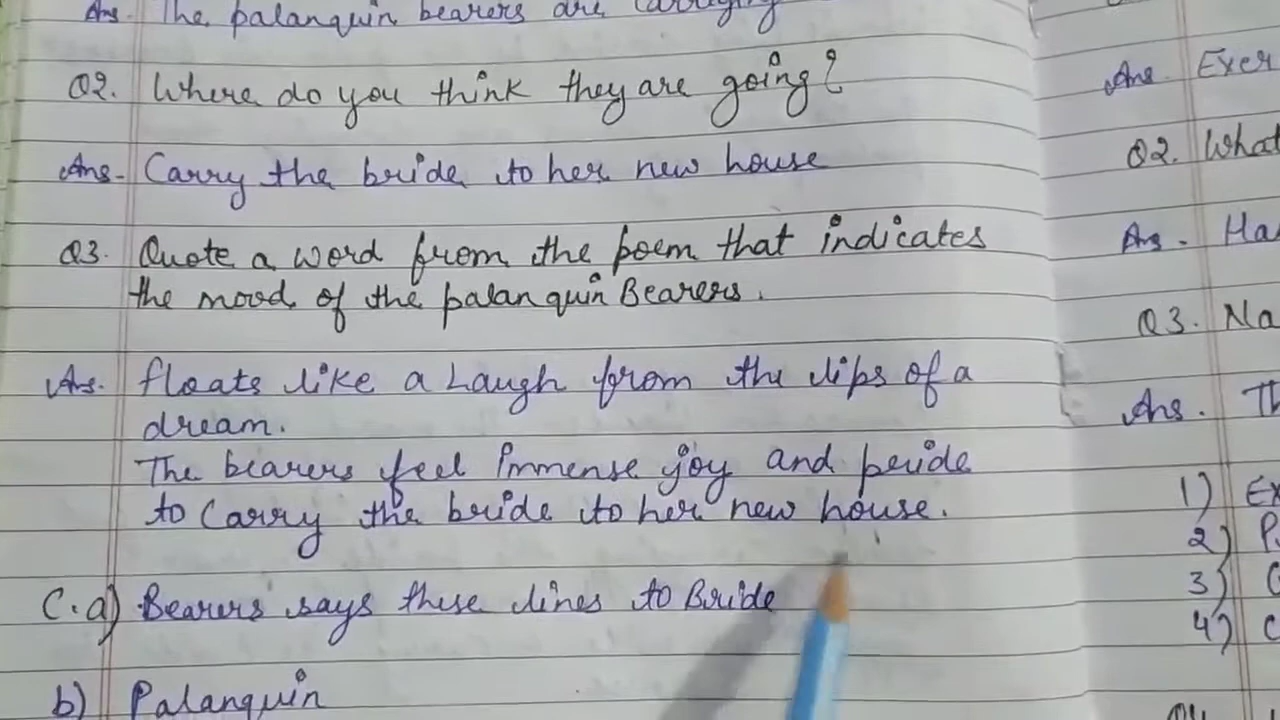 Ans. The palanquin bearers are carrying
Q2. Where do you think they are going?
Ans- Carry the bride to her new house
Q3. Quote a word from the poem that indicates
the mood of the palanquin Bearers.
Ans. floats like a Laugh from the lips of a
dream.
The bearers feel immense joy and peride
to carry the bride to her new house.
C.a) Bearers says these lines to Bride
b) Palanquin
Ans. Exer
Q2. What
Ans. Ha
Q3. Na
Ans. Th
1) Ex
2) P
3) C
4) C